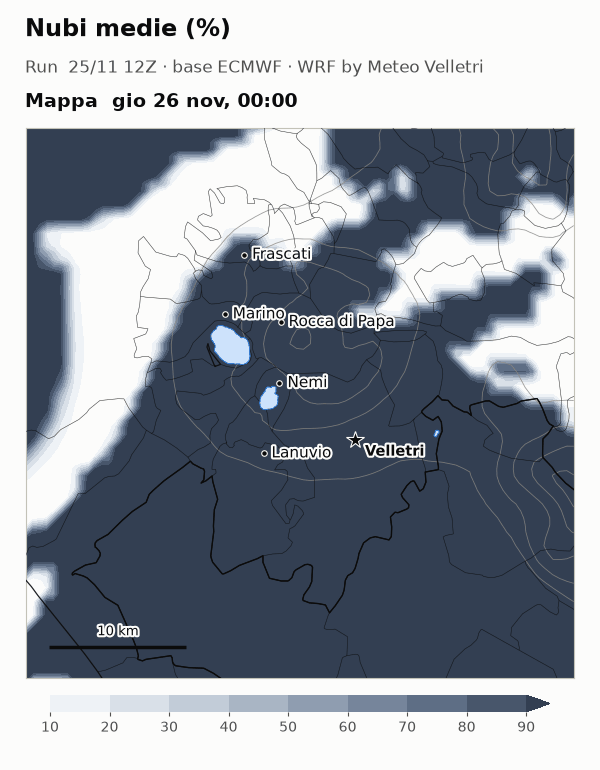 Nubi medie (%)
Run 25/11 12Z · base ECMWF · WRF by Meteo Velletri
Mappa gio 26 nov, 00:00
Frascati
Marino
Rocca di Papa
Nemi
Velletri
Lanuvio
10 km
10 20 30 40 50 60 70 80 90